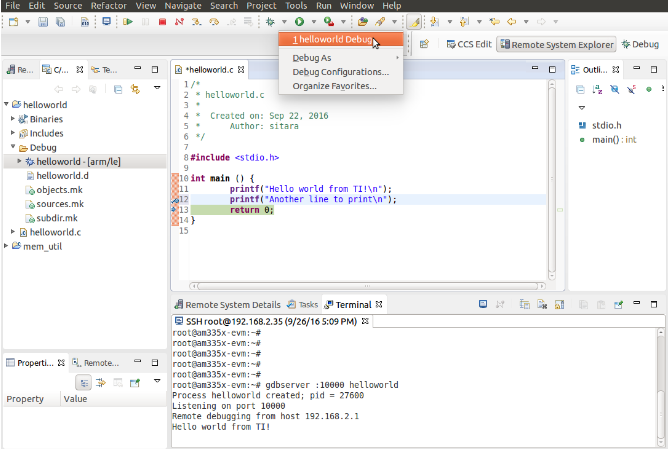 File Edit Source Refactor View Navigate Search Project Tools Run Window Help
1 helloworld Debug
Debug As
Debug Configurations...
Organize Favorites...
CCS Edit
Remote System Explorer
Debug
Re...
C/...
Te...
*helloworld.c
Outli...
helloworld
Binaries
Includes
Debug
helloworld - [arm/le]
helloworld.d
objects.mk
sources.mk
subdir.mk
helloworld.c
mem_util
1 /*
2 * helloworld.c
3 *
4 *  Created on: Sep 22, 2016
5 *      Author: sitara
6 */
7
8 #include <stdio.h>
9
10 int main () {
11 printf("Hello world from TI!\n");
12 printf("Another line to print\n");
13 return 0;
14 }
15
stdio.h
main() : int
Remote System Details
Tasks
Terminal
SSH root@192.168.2.35 (9/26/16 5:09 PM)
root@am335x-evm:~#
root@am335x-evm:~#
root@am335x-evm:~#
root@am335x-evm:~#
root@am335x-evm:~#
root@am335x-evm:~# gdbserver :10000 helloworld
Process helloworld created; pid = 27600
Listening on port 10000
Remote debugging from host 192.168.2.1
Hello world from TI!
Properti...
Remote...
Property Value